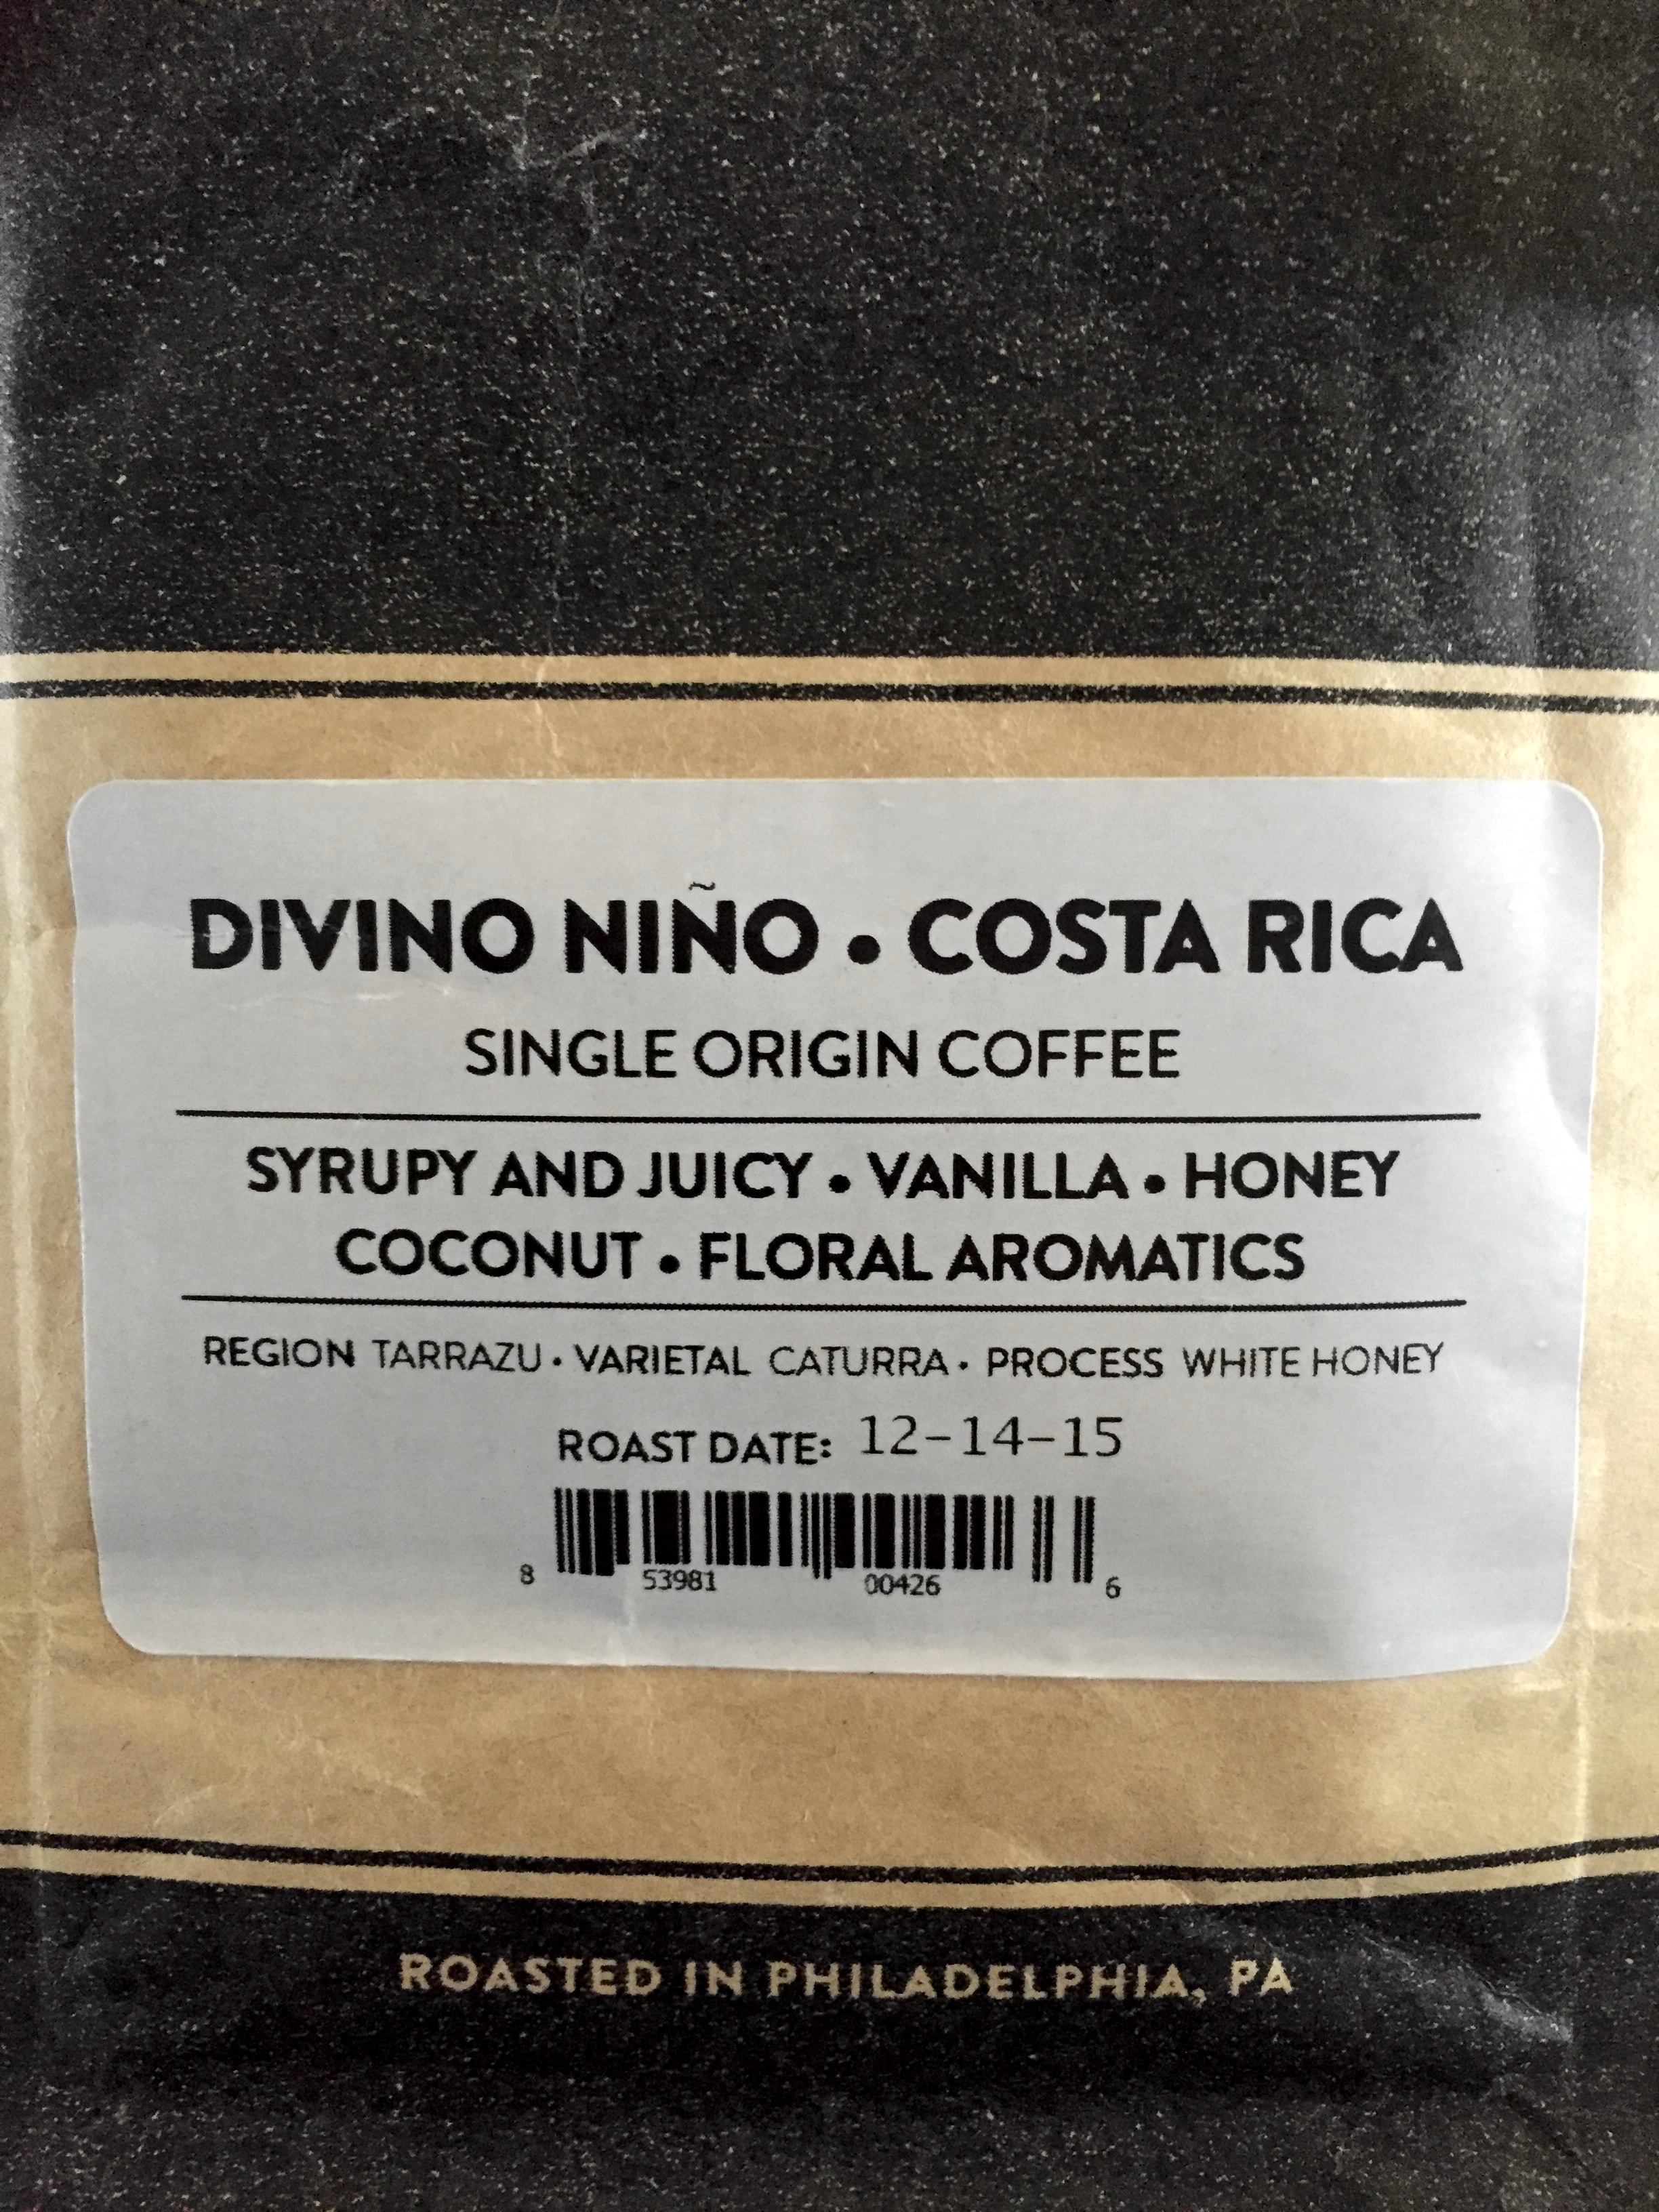 DIVINO NIÑO • COSTA RICA
SINGLE ORIGIN COFFEE
SYRUPY AND JUICY • VANILLA • HONEY
COCONUT • FLORAL AROMATICS
REGION TARRAZU • VARIETAL CATURRA • PROCESS WHITE HONEY
ROAST DATE: 12-14-15
8 53981 00426 6
ROASTED IN PHILADELPHIA, PA